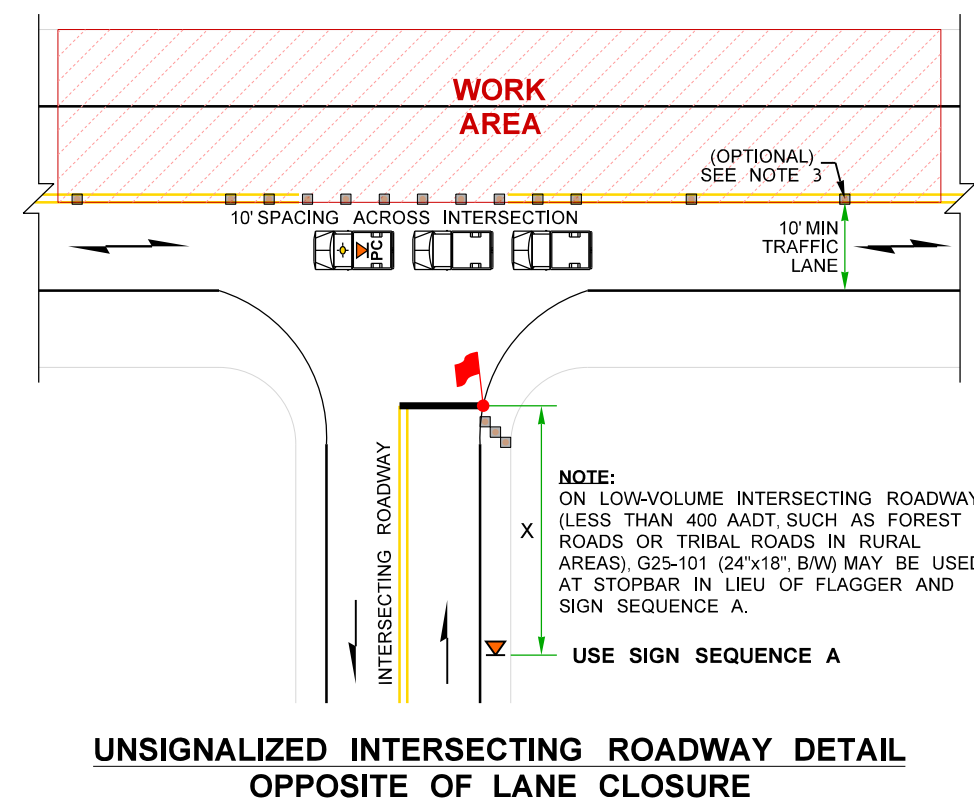 WORK
AREA
(OPTIONAL)
SEE NOTE 3
10' SPACING ACROSS INTERSECTION
10' MIN
TRAFFIC
LANE
PC
INTERSECTING ROADWAY
X
NOTE:
ON LOW-VOLUME INTERSECTING ROADWAY
(LESS THAN 400 AADT, SUCH AS FOREST
ROADS OR TRIBAL ROADS IN RURAL
AREAS), G25-101 (24"x18", B/W) MAY BE USED
AT STOPBAR IN LIEU OF FLAGGER AND
SIGN SEQUENCE A.
USE SIGN SEQUENCE A
UNSIGNALIZED INTERSECTING ROADWAY DETAIL
OPPOSITE OF LANE CLOSURE